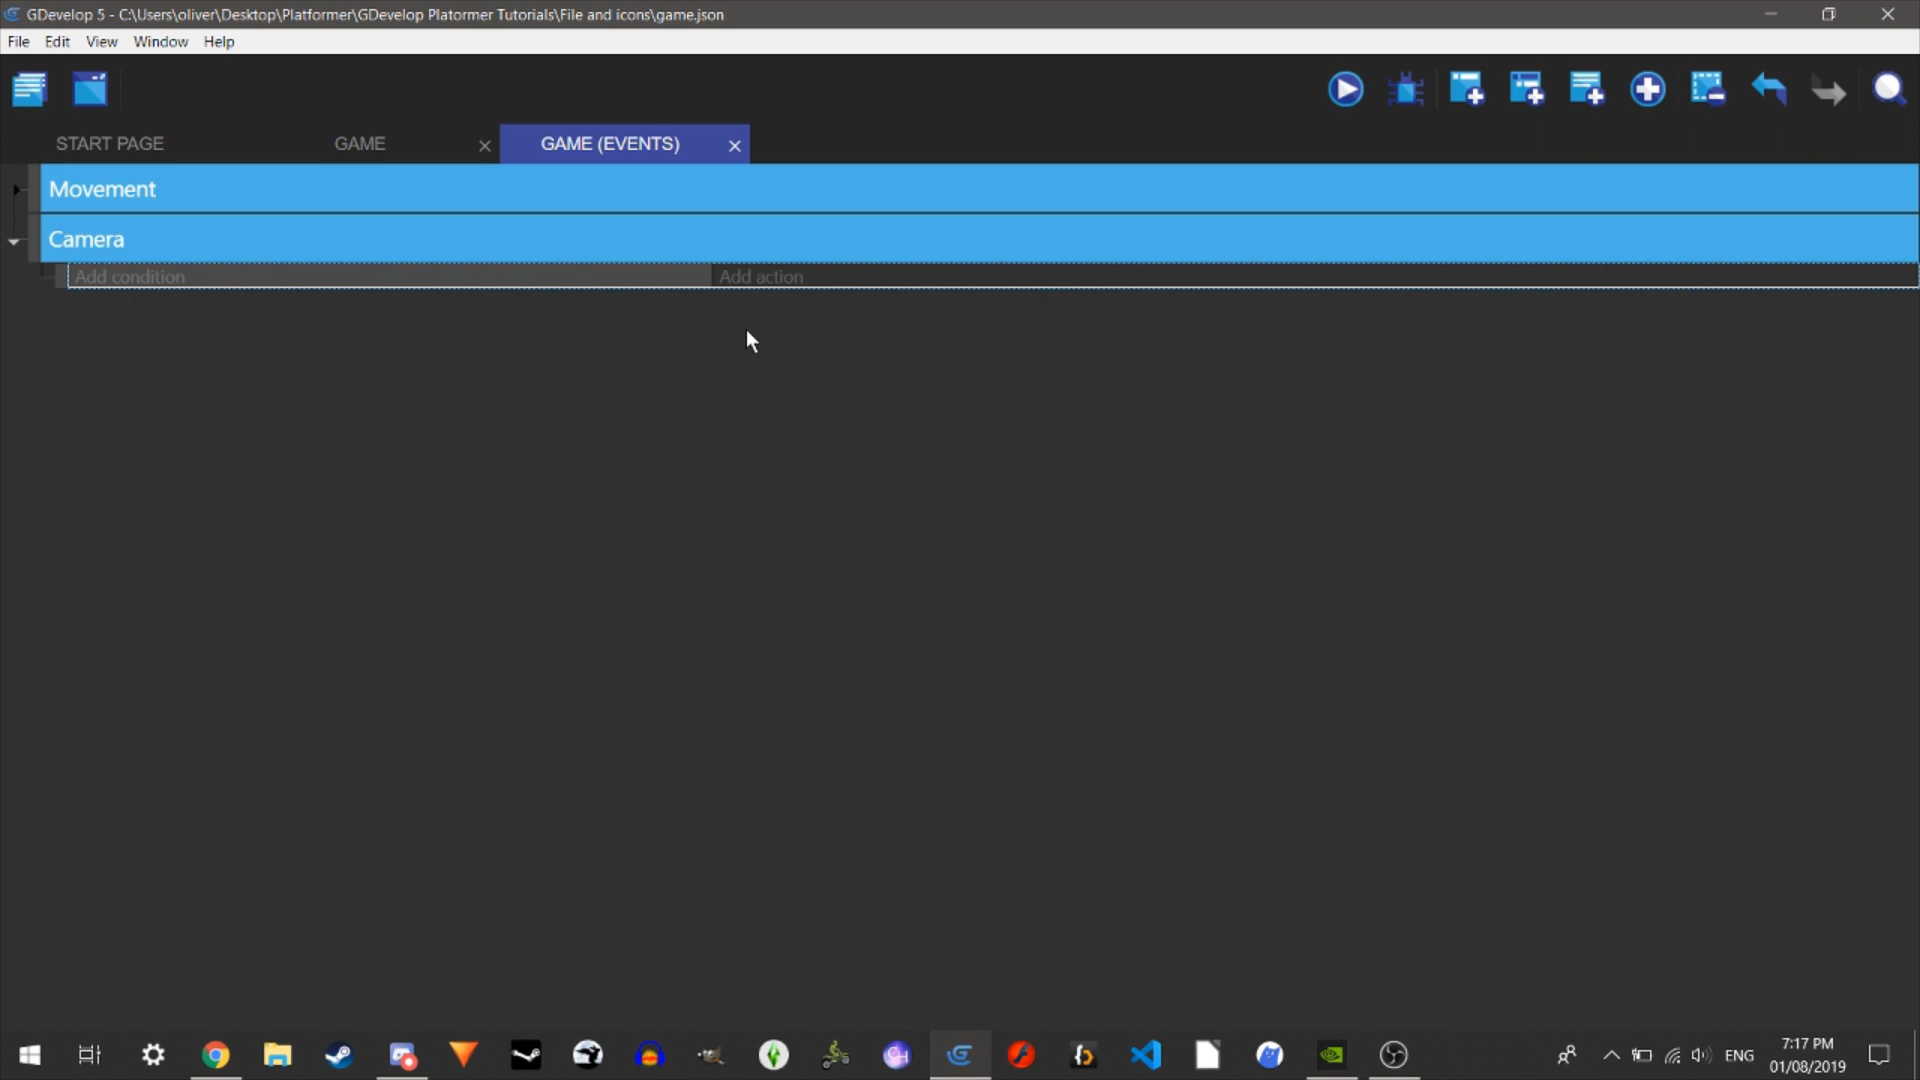 GDevelop 5 - C:\Users\oliver\Desktop\Platformer\GDevelop Platormer Tutorials\File and icons\game.json
File Edit View Window Help
START PAGE GAME GAME (EVENTS)
Movement
Camera
Add condition Add action
ENG
7:17 PM
01/08/2019